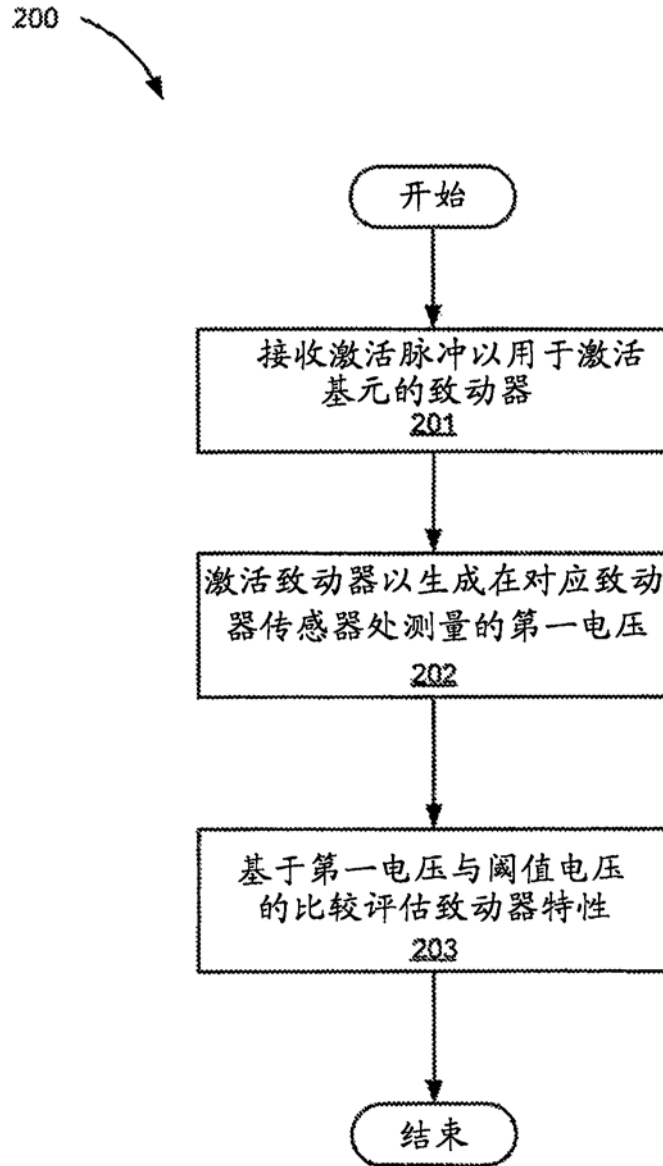 200
开始
接收激活脉冲以用于激活
基元的致动器
201
激活致动器以生成在对应致动
器传感器处测量的第一电压
202
基于第一电压与阈值电压
的比较评估致动器特性
203
结束